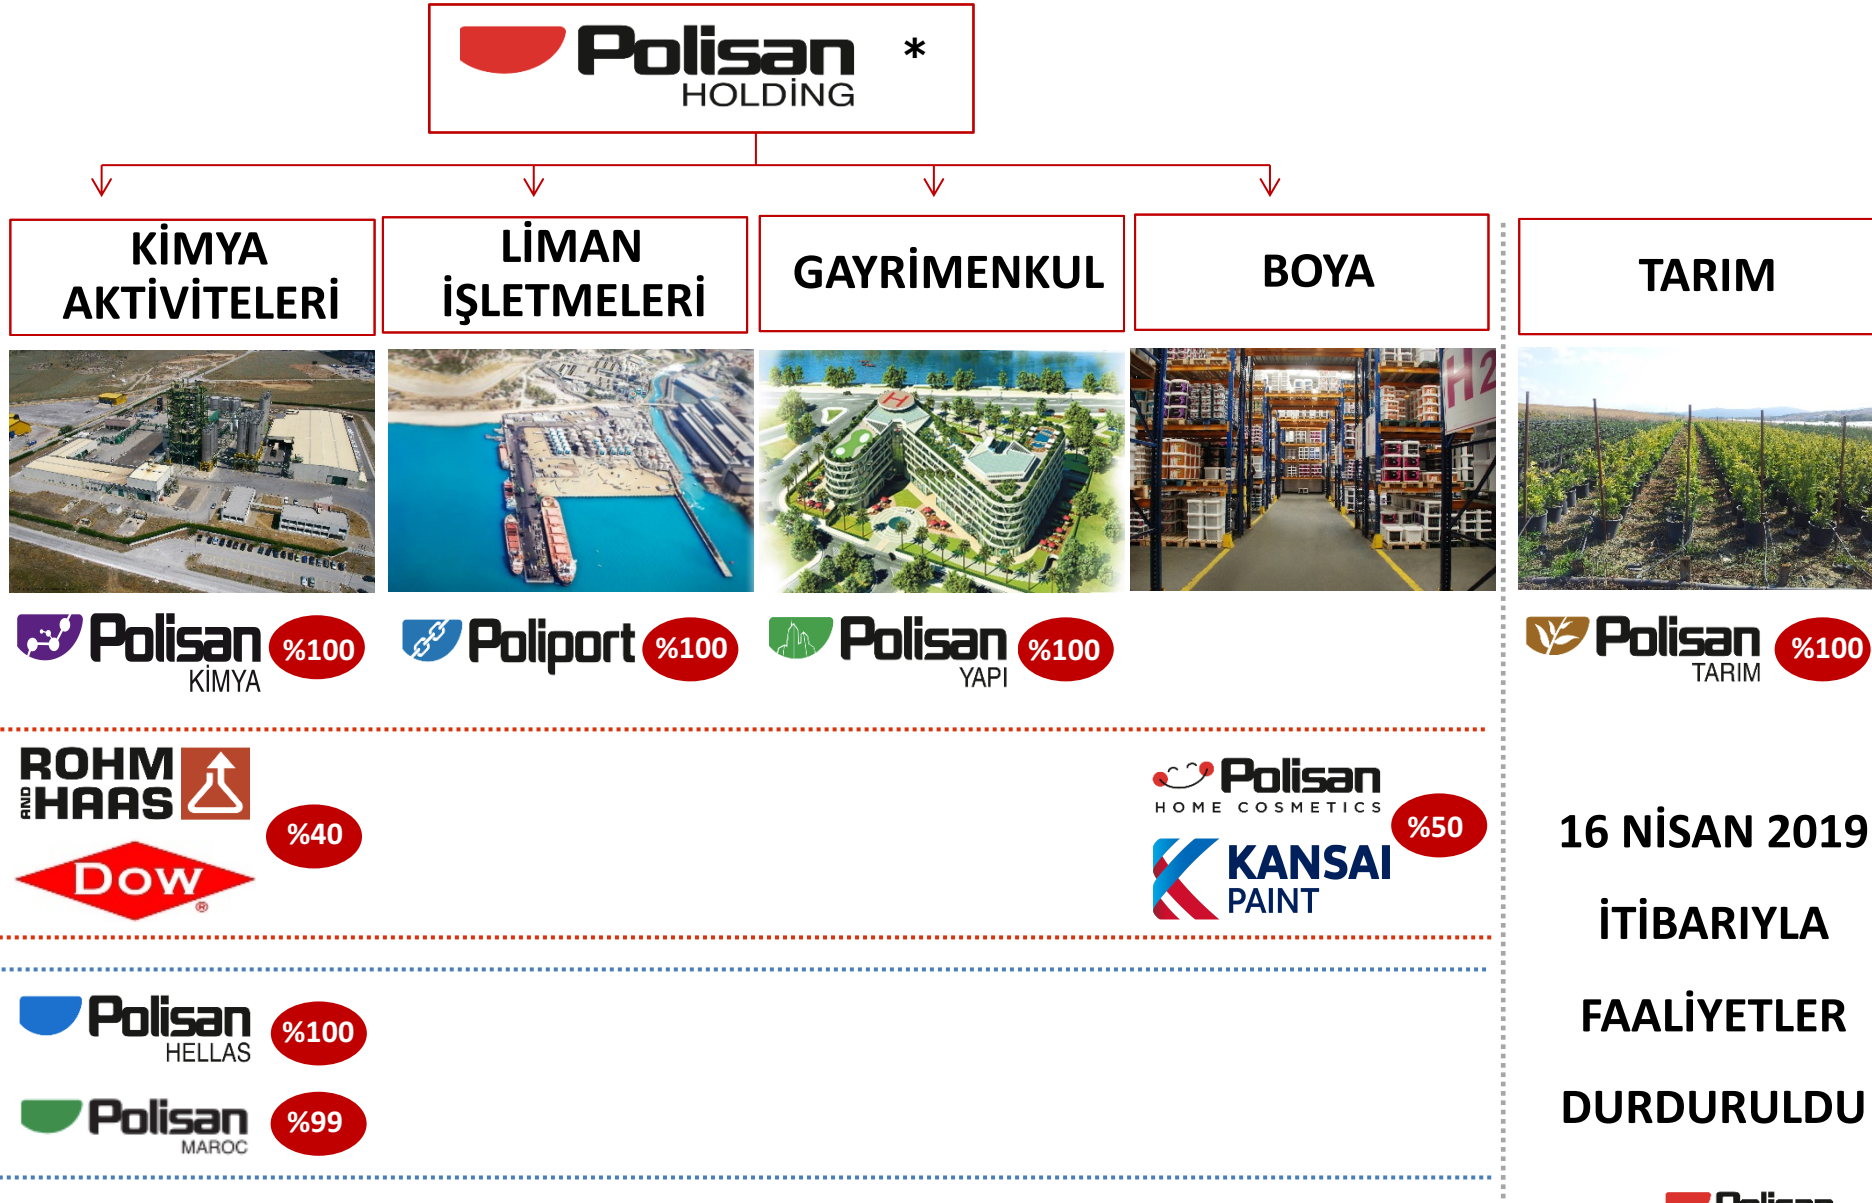 Polisan *
HOLDİNG
KİMYA
AKTİVİTELERİ
LİMAN
İŞLETMELERİ
GAYRİMENKUL
BOYA
TARIM
H
H2
Polisan
KİMYA
%100
Poliport
%100
Polisan
YAPI
%100
Polisan
TARIM
%100
ROHM
AND HAAS
DOW
®
%40
Polisan
HOME COSMETICS
KANSAI
PAINT
%50
16 NİSAN 2019
İTİBARIYLA
FAALİYETLER
DURDURULDU
Polisan
HELLAS
%100
Polisan
MAROC
%99
Polisan